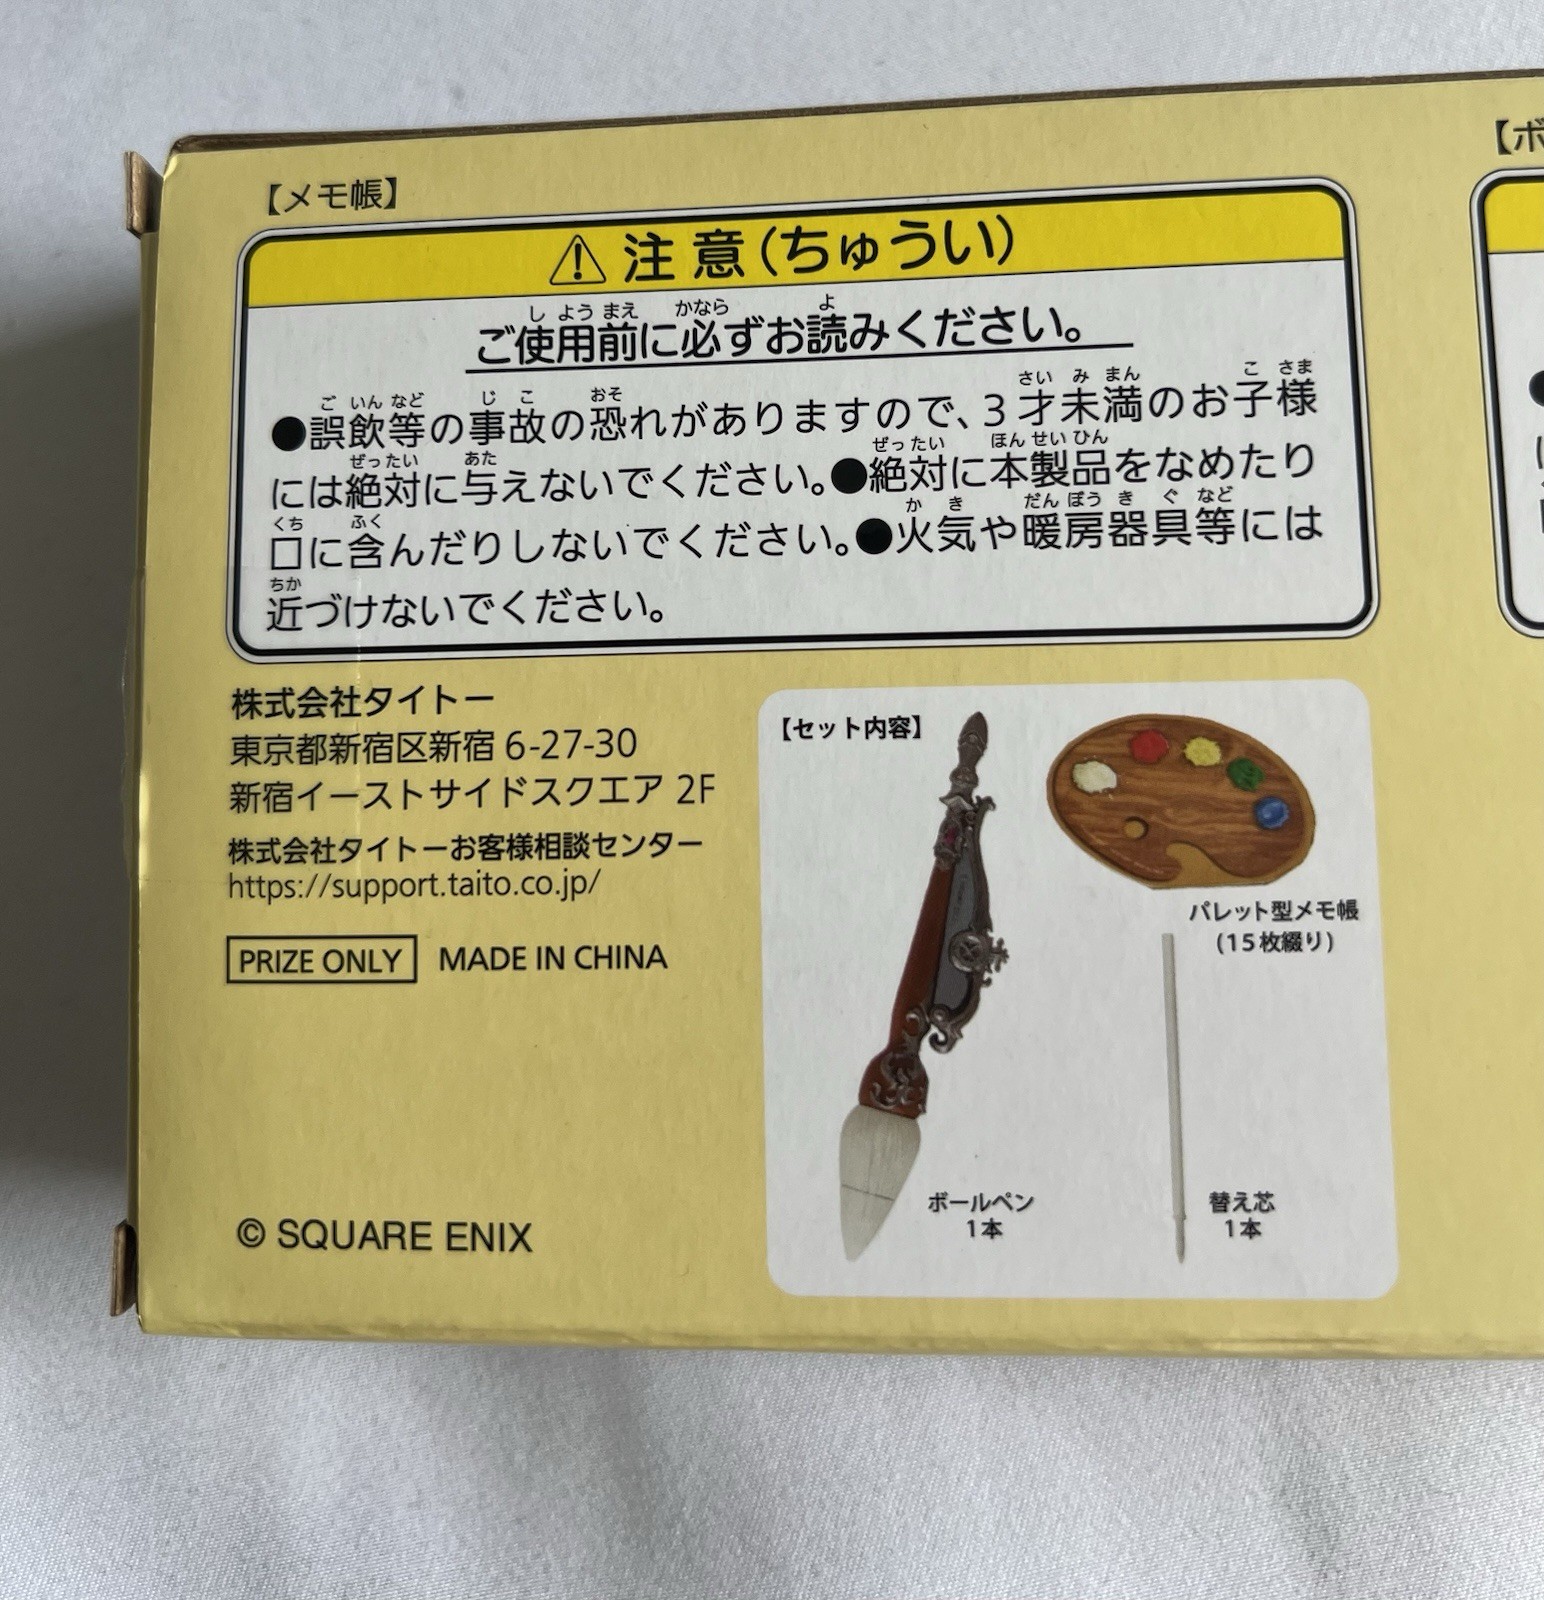 【メモ帳】
【ボ
⚠ 注意(ちゅうい)
ご使用前に必ずお読みください。
●誤飲等の事故の恐れがありますので、3才未満のお子様
には絶対に与えないでください。●絶対に本製品をなめたり
口に含んだりしないでください。●火気や暖房器具等には
近づけないでください。
株式会社タイトー
東京都新宿区新宿 6-27-30
新宿イーストサイドスクエア 2F
株式会社タイトーお客様相談センター
https://support.taito.co.jp/
PRIZE ONLY MADE IN CHINA
© SQUARE ENIX
【セット内容】
パレット型メモ帳
(15枚綴り)
ボールペン
1本
替え芯
1本